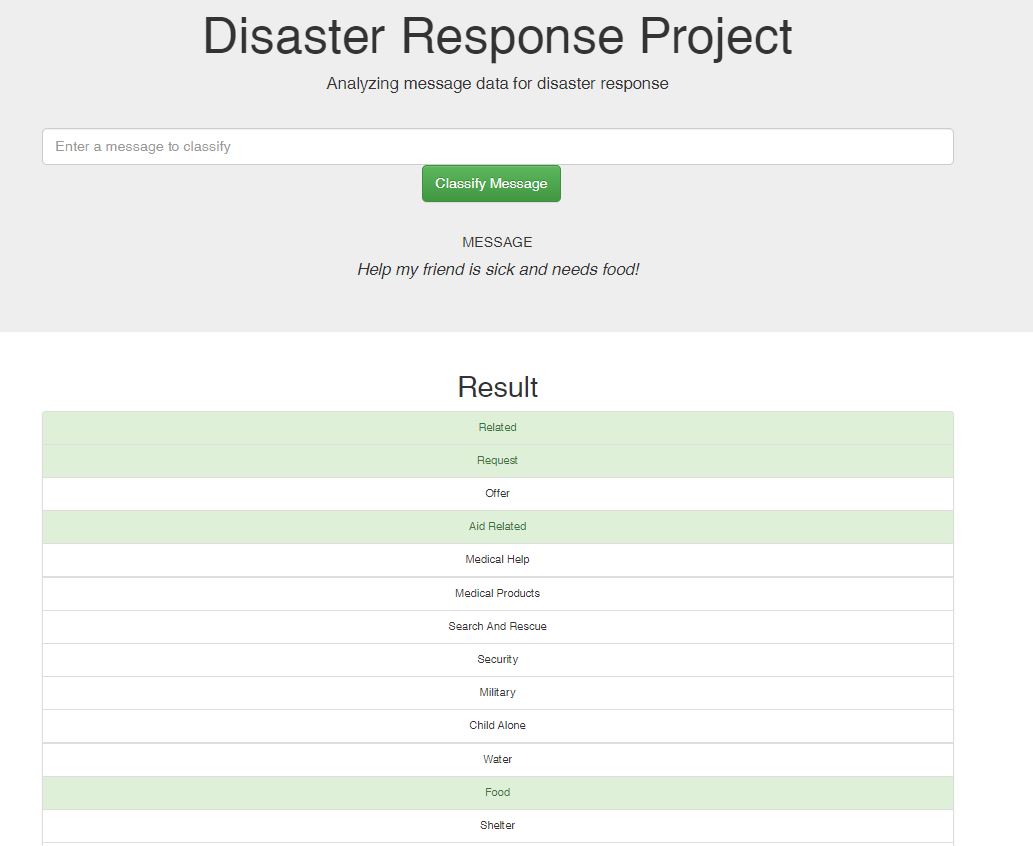 Disaster Response Project
Analyzing message data for disaster response
Enter a message to classify
Classify Message
MESSAGE
Help my friend is sick and needs food!
Result
Related
Request
Offer
Aid Related
Medical Help
Medical Products
Search And Rescue
Security
Military
Child Alone
Water
Food
Shelter